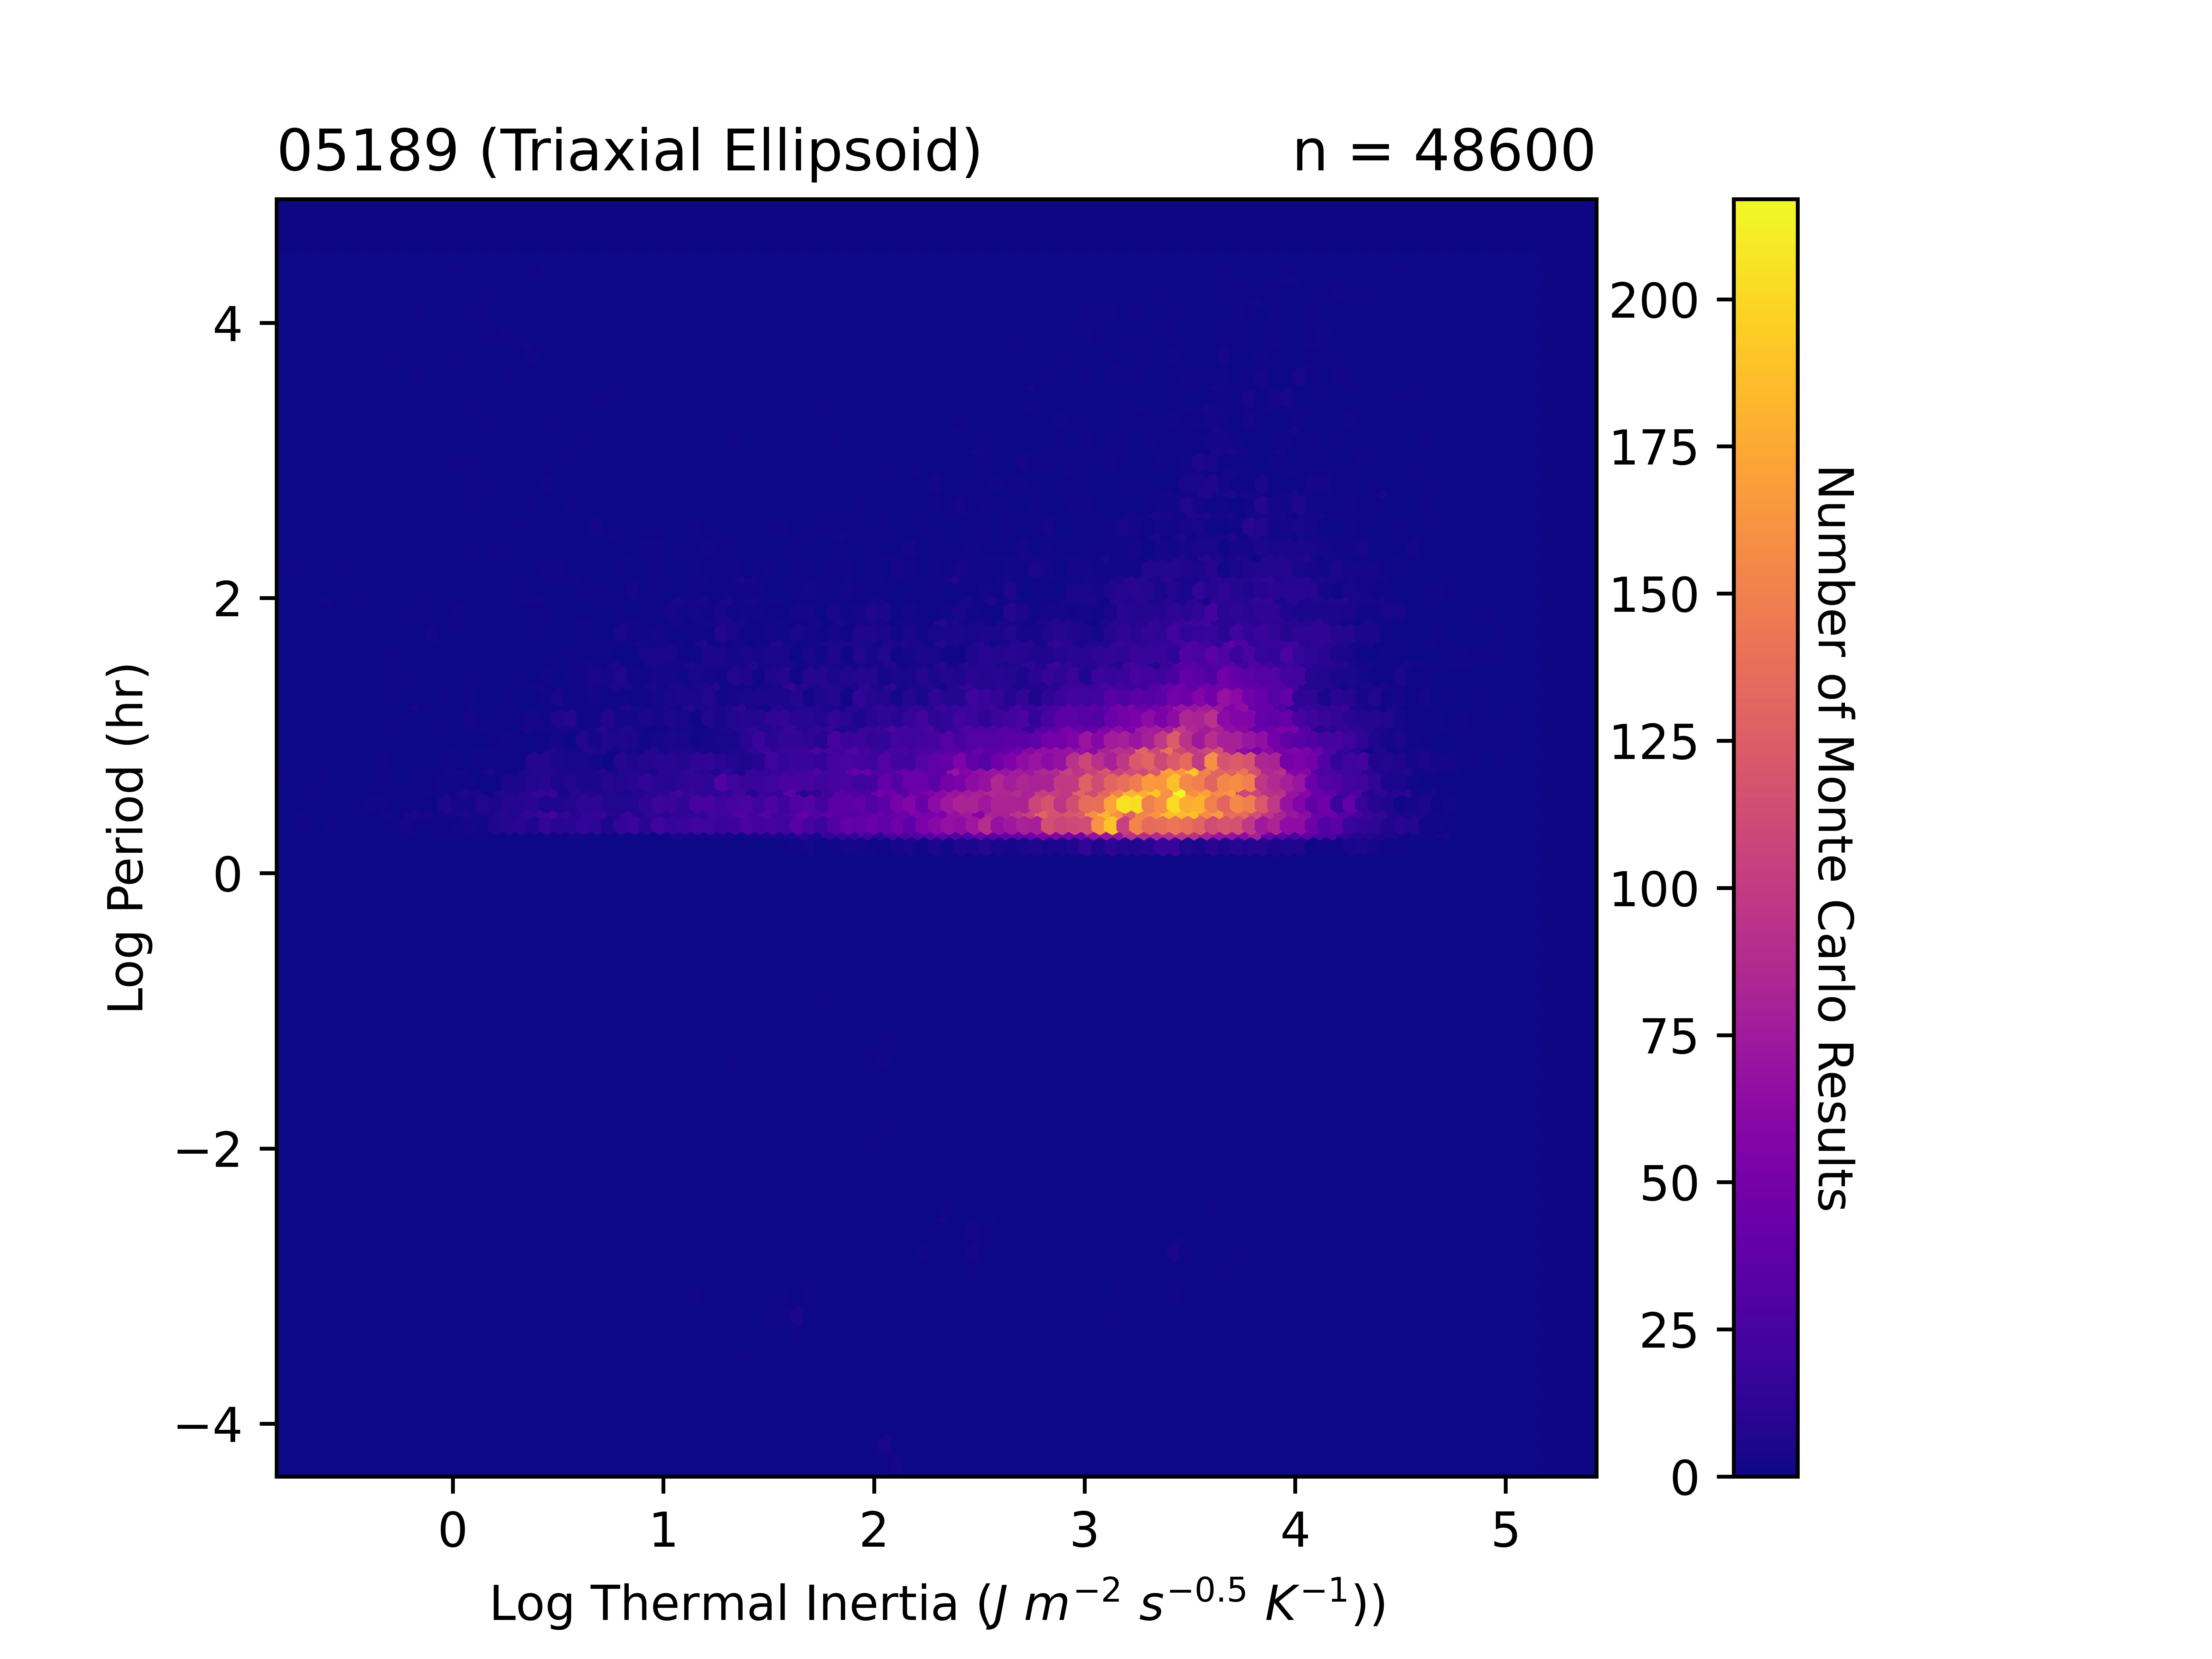 05189 (Triaxial Ellipsoid) n = 48600
4
2
0
−2
−4
Log Period (hr)
0 1 2 3 4 5
Log Thermal Inertia (J m⁻² s⁻⁰·⁵ K⁻¹))
200
175
150
125
100
75
50
25
0
Number of Monte Carlo Results